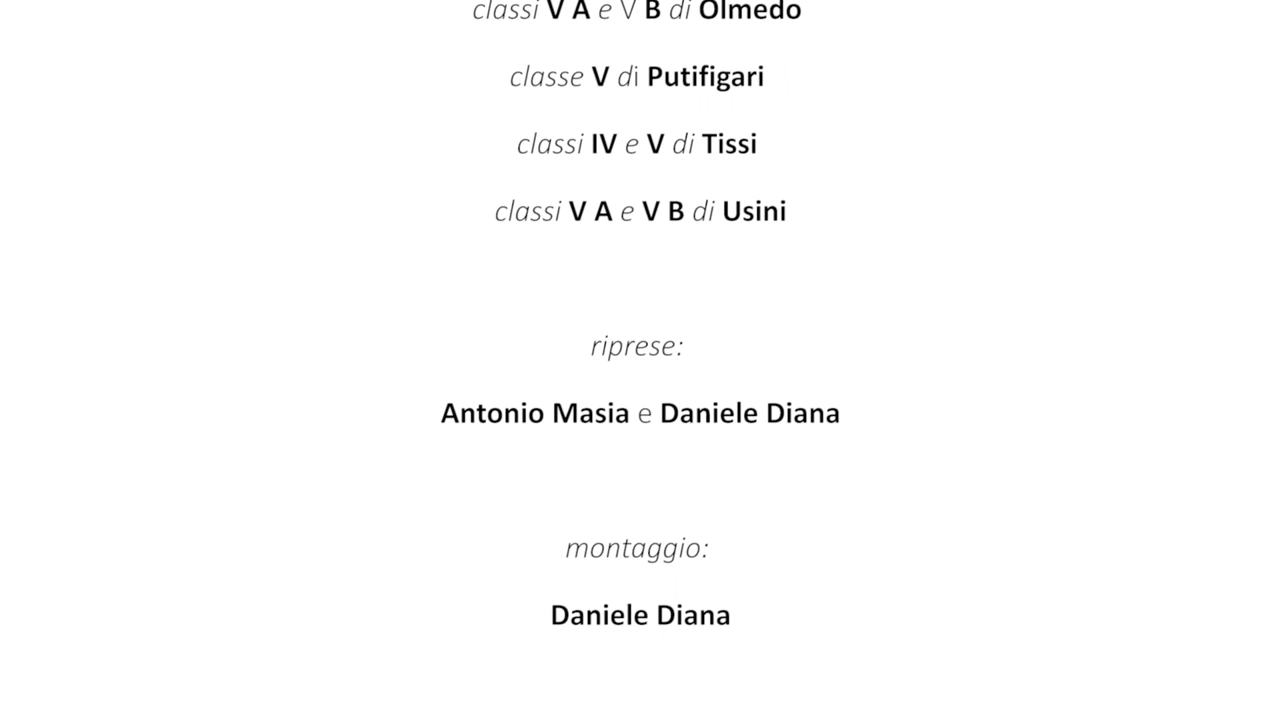 classi V A e V B di Olmedo
classe V di Putifigari
classi IV e V di Tissi
classi V A e V B di Usini
riprese:
Antonio Masia e Daniele Diana
montaggio:
Daniele Diana